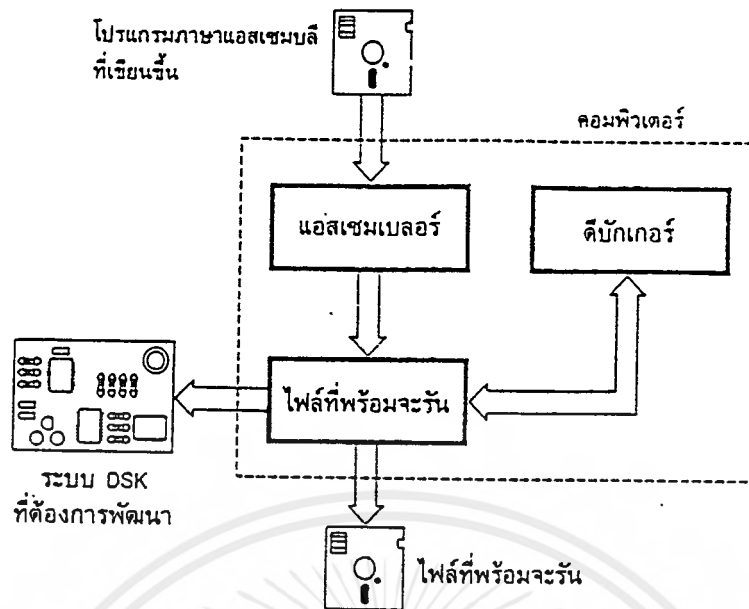 โปรแกรมภาษาแอสเซมบลี
ที่เขียนขึ้น
คอมพิวเตอร์
แอสเซมเบลอร์
ดีบักเกอร์
ไฟล์ที่พร้อมจะรัน
ระบบ DSK
ที่ต้องการพัฒนา
ไฟล์ที่พร้อมจะรัน